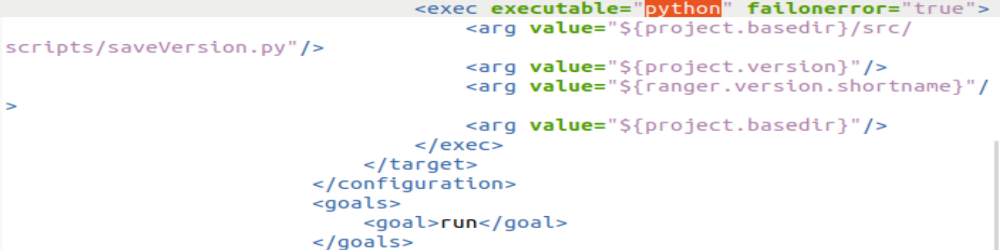 <exec executable="python" failonerror="true">
<arg value="${project.basedir}/src/
scripts/saveVersion.py"/>
<arg value="${project.version}"/>
<arg value="${ranger.version.shortname}"/
>
<arg value="${project.basedir}"/>
</exec>
</target>
</configuration>
<goals>
<goal>run</goal>
</goals>